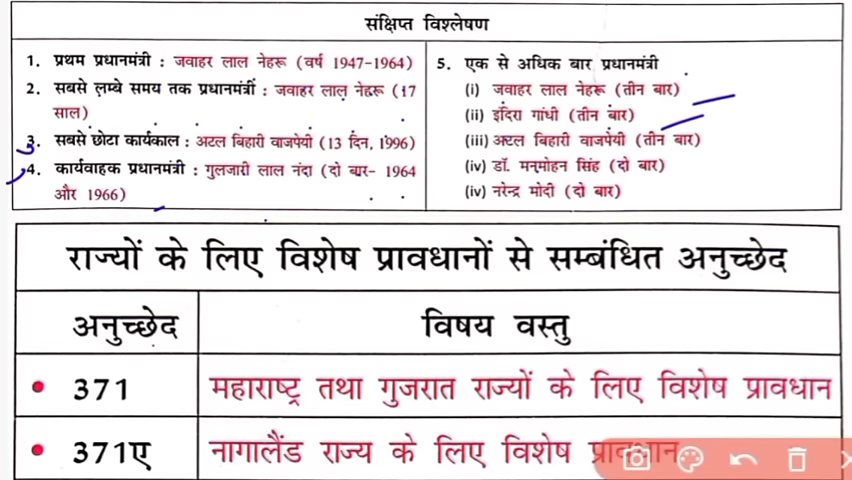 संक्षिप्त विश्लेषण
1. प्रथम प्रधानमंत्री : जवाहर लाल नेहरू (वर्ष 1947-1964)
2. सबसे लम्बे समय तक प्रधानमंत्री : जवाहर लाल नेहरू (17
साल)
3. सबसे छोटा कार्यकाल : अटल बिहारी वाजपेयी (13 दिन, 1996)
4. कार्यवाहक प्रधानमंत्री : गुलजारी लाल नंदा (दो बार- 1964
और 1966)
5. एक से अधिक बार प्रधानमंत्री
(i) जवाहर लाल नेहरू (तीन बार)
(ii) इंदिरा गांधी (तीन बार)
(iii) अटल बिहारी वाजपेयी (तीन बार)
(iv) डॉ. मनमोहन सिंह (दो बार)
(iv) नरेन्द्र मोदी (दो बार)
राज्यों के लिए विशेष प्रावधानों से सम्बंधित अनुच्छेद
अनुच्छेद विषय वस्तु
• 371 महाराष्ट्र तथा गुजरात राज्यों के लिए विशेष प्रावधान
• 371ए नागालैंड राज्य के लिए विशेष प्रावधान